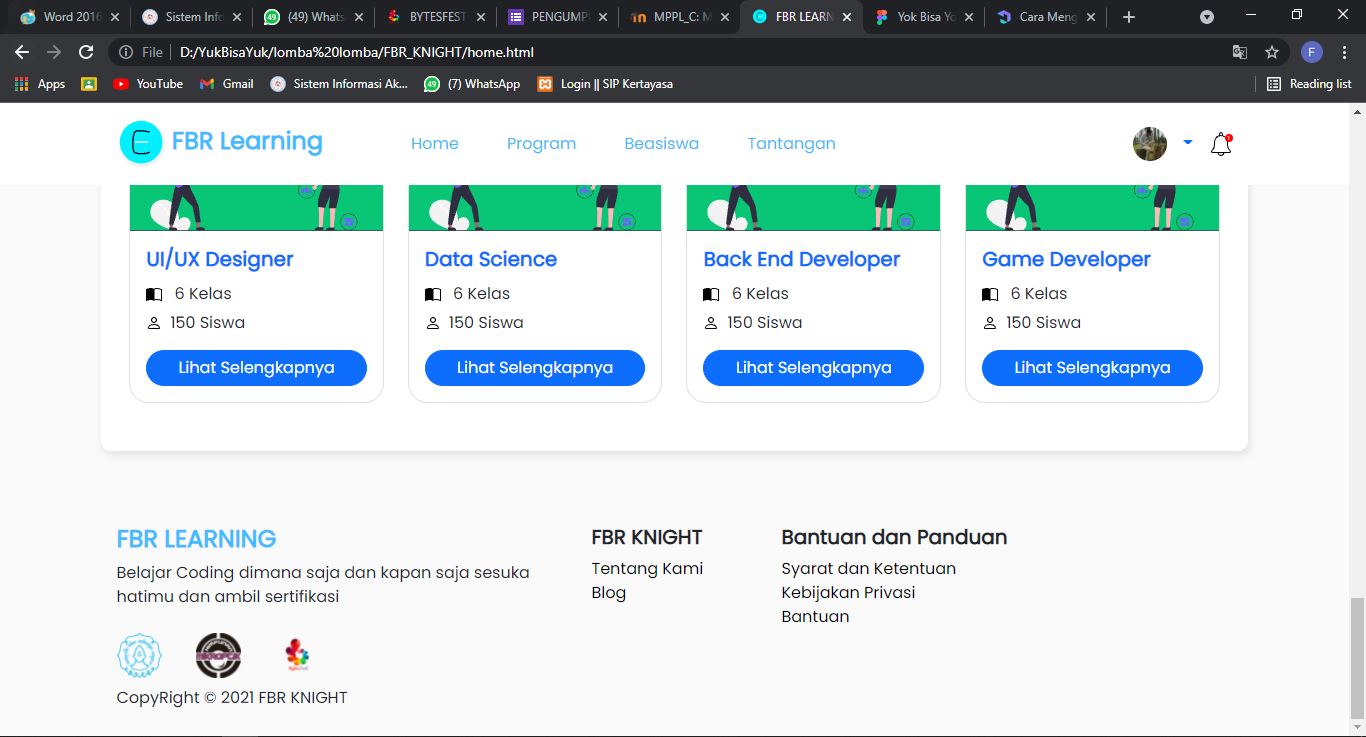 Word 2016
Sistem Info
(49) Whats
BYTESFEST
PENGUMP
MPPL_C: M
FBR LEARN
Yok Bisa Yo
Cara Meng
File D:/YukBisaYuk/lomba%20lomba/FBR_KNIGHT/home.html
F
Apps YouTube Gmail Sistem Informasi Ak... (7) WhatsApp Login || SIP Kertayasa Reading list
FBR Learning Home Program Beasiswa Tantangan
UI/UX Designer
6 Kelas
150 Siswa
Lihat Selengkapnya
Data Science
6 Kelas
150 Siswa
Lihat Selengkapnya
Back End Developer
6 Kelas
150 Siswa
Lihat Selengkapnya
Game Developer
6 Kelas
150 Siswa
Lihat Selengkapnya
FBR LEARNING
Belajar Coding dimana saja dan kapan saja sesuka
hatimu dan ambil sertifikasi
CopyRight © 2021 FBR KNIGHT
FBR KNIGHT
Tentang Kami
Blog
Bantuan dan Panduan
Syarat dan Ketentuan
Kebijakan Privasi
Bantuan